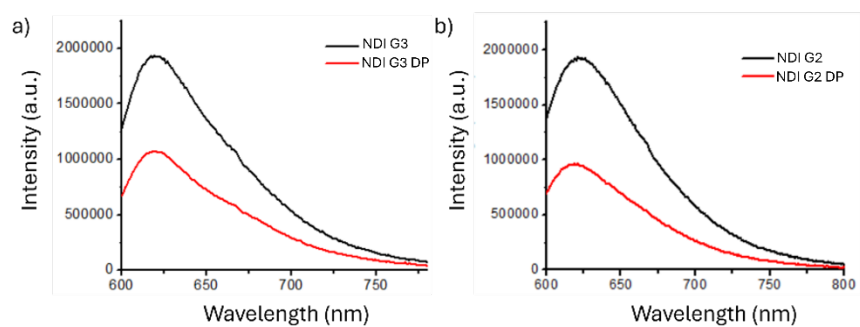 a)
NDI G3
NDI G3 DP
2000000
1500000
1000000
500000
0
600 650 700 750
Intensity (a.u.)
Wavelength (nm)
b)
NDI G2
NDI G2 DP
2000000
1500000
1000000
500000
0
600 650 700 750 800
Intensity (a.u.)
Wavelength (nm)